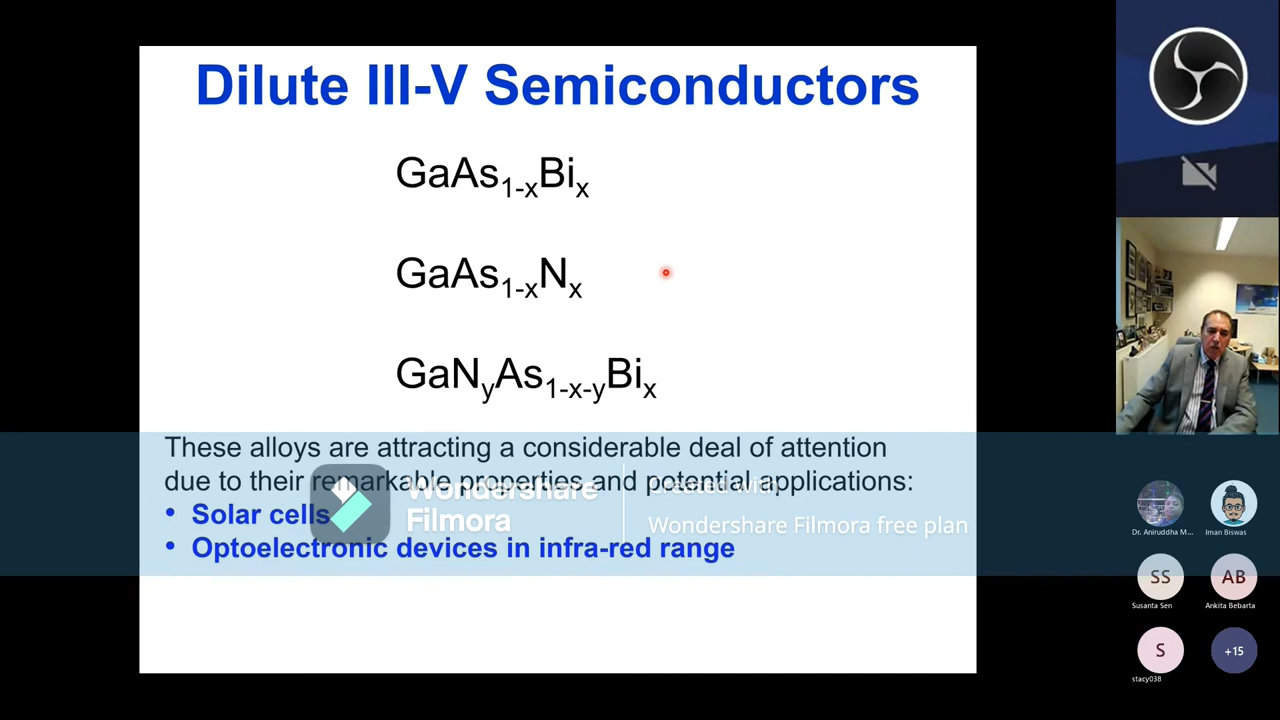 Dilute III-V Semiconductors
GaAs1-xBix
GaAs1-xNx
GaNyAs1-x-yBix
These alloys are attracting a considerable deal of attention
due to their remarkable properties and potential applications:
• Solar cells
• Optoelectronic devices in infra-red range
Wondershare
Filmora
Created with
Wondershare Filmora free plan
Dr. Aniruddha M...
Iman Biswas
SS
Susanta Sen
AB
Ankita Bebarta
S
stacy038
+15